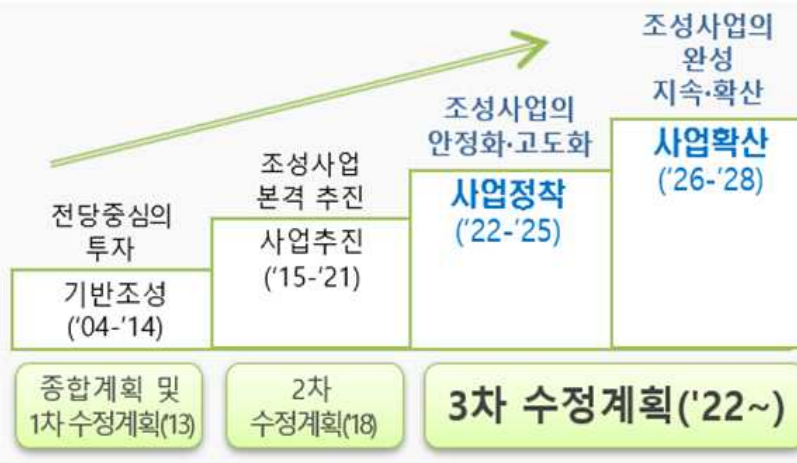 전당중심의
투자
기반조성
('04-'14)
조성사업
본격 추진
사업추진
('15-'21)
조성사업의
안정화·고도화
사업정착
('22-'25)
조성사업의
완성
지속·확산
사업확산
('26-'28)
종합계획 및
1차 수정계획('13)
2차
수정계획('18)
3차 수정계획('22~)